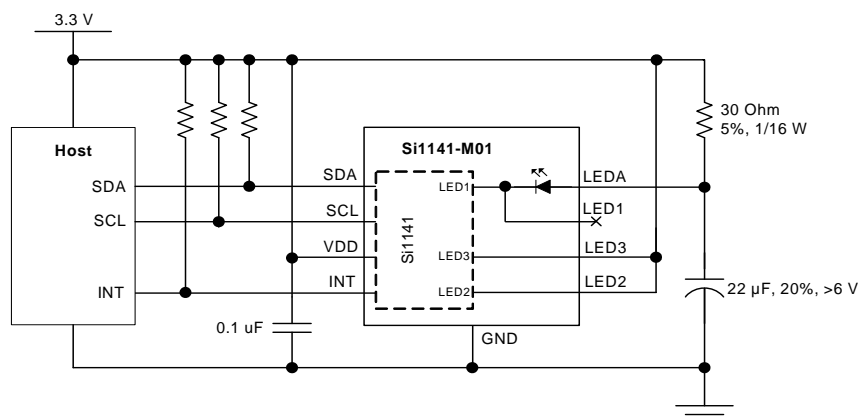 3.3 V
30 Ohm
5%, 1/16 W
Host
Si1141-M01
SDA
SDA
LED1
LEDA
SCL
SCL
LED1
Si1141
VDD
LED3
LED3
INT
INT
LED2
LED2
22 µF, 20%, >6 V
0.1 uF
GND